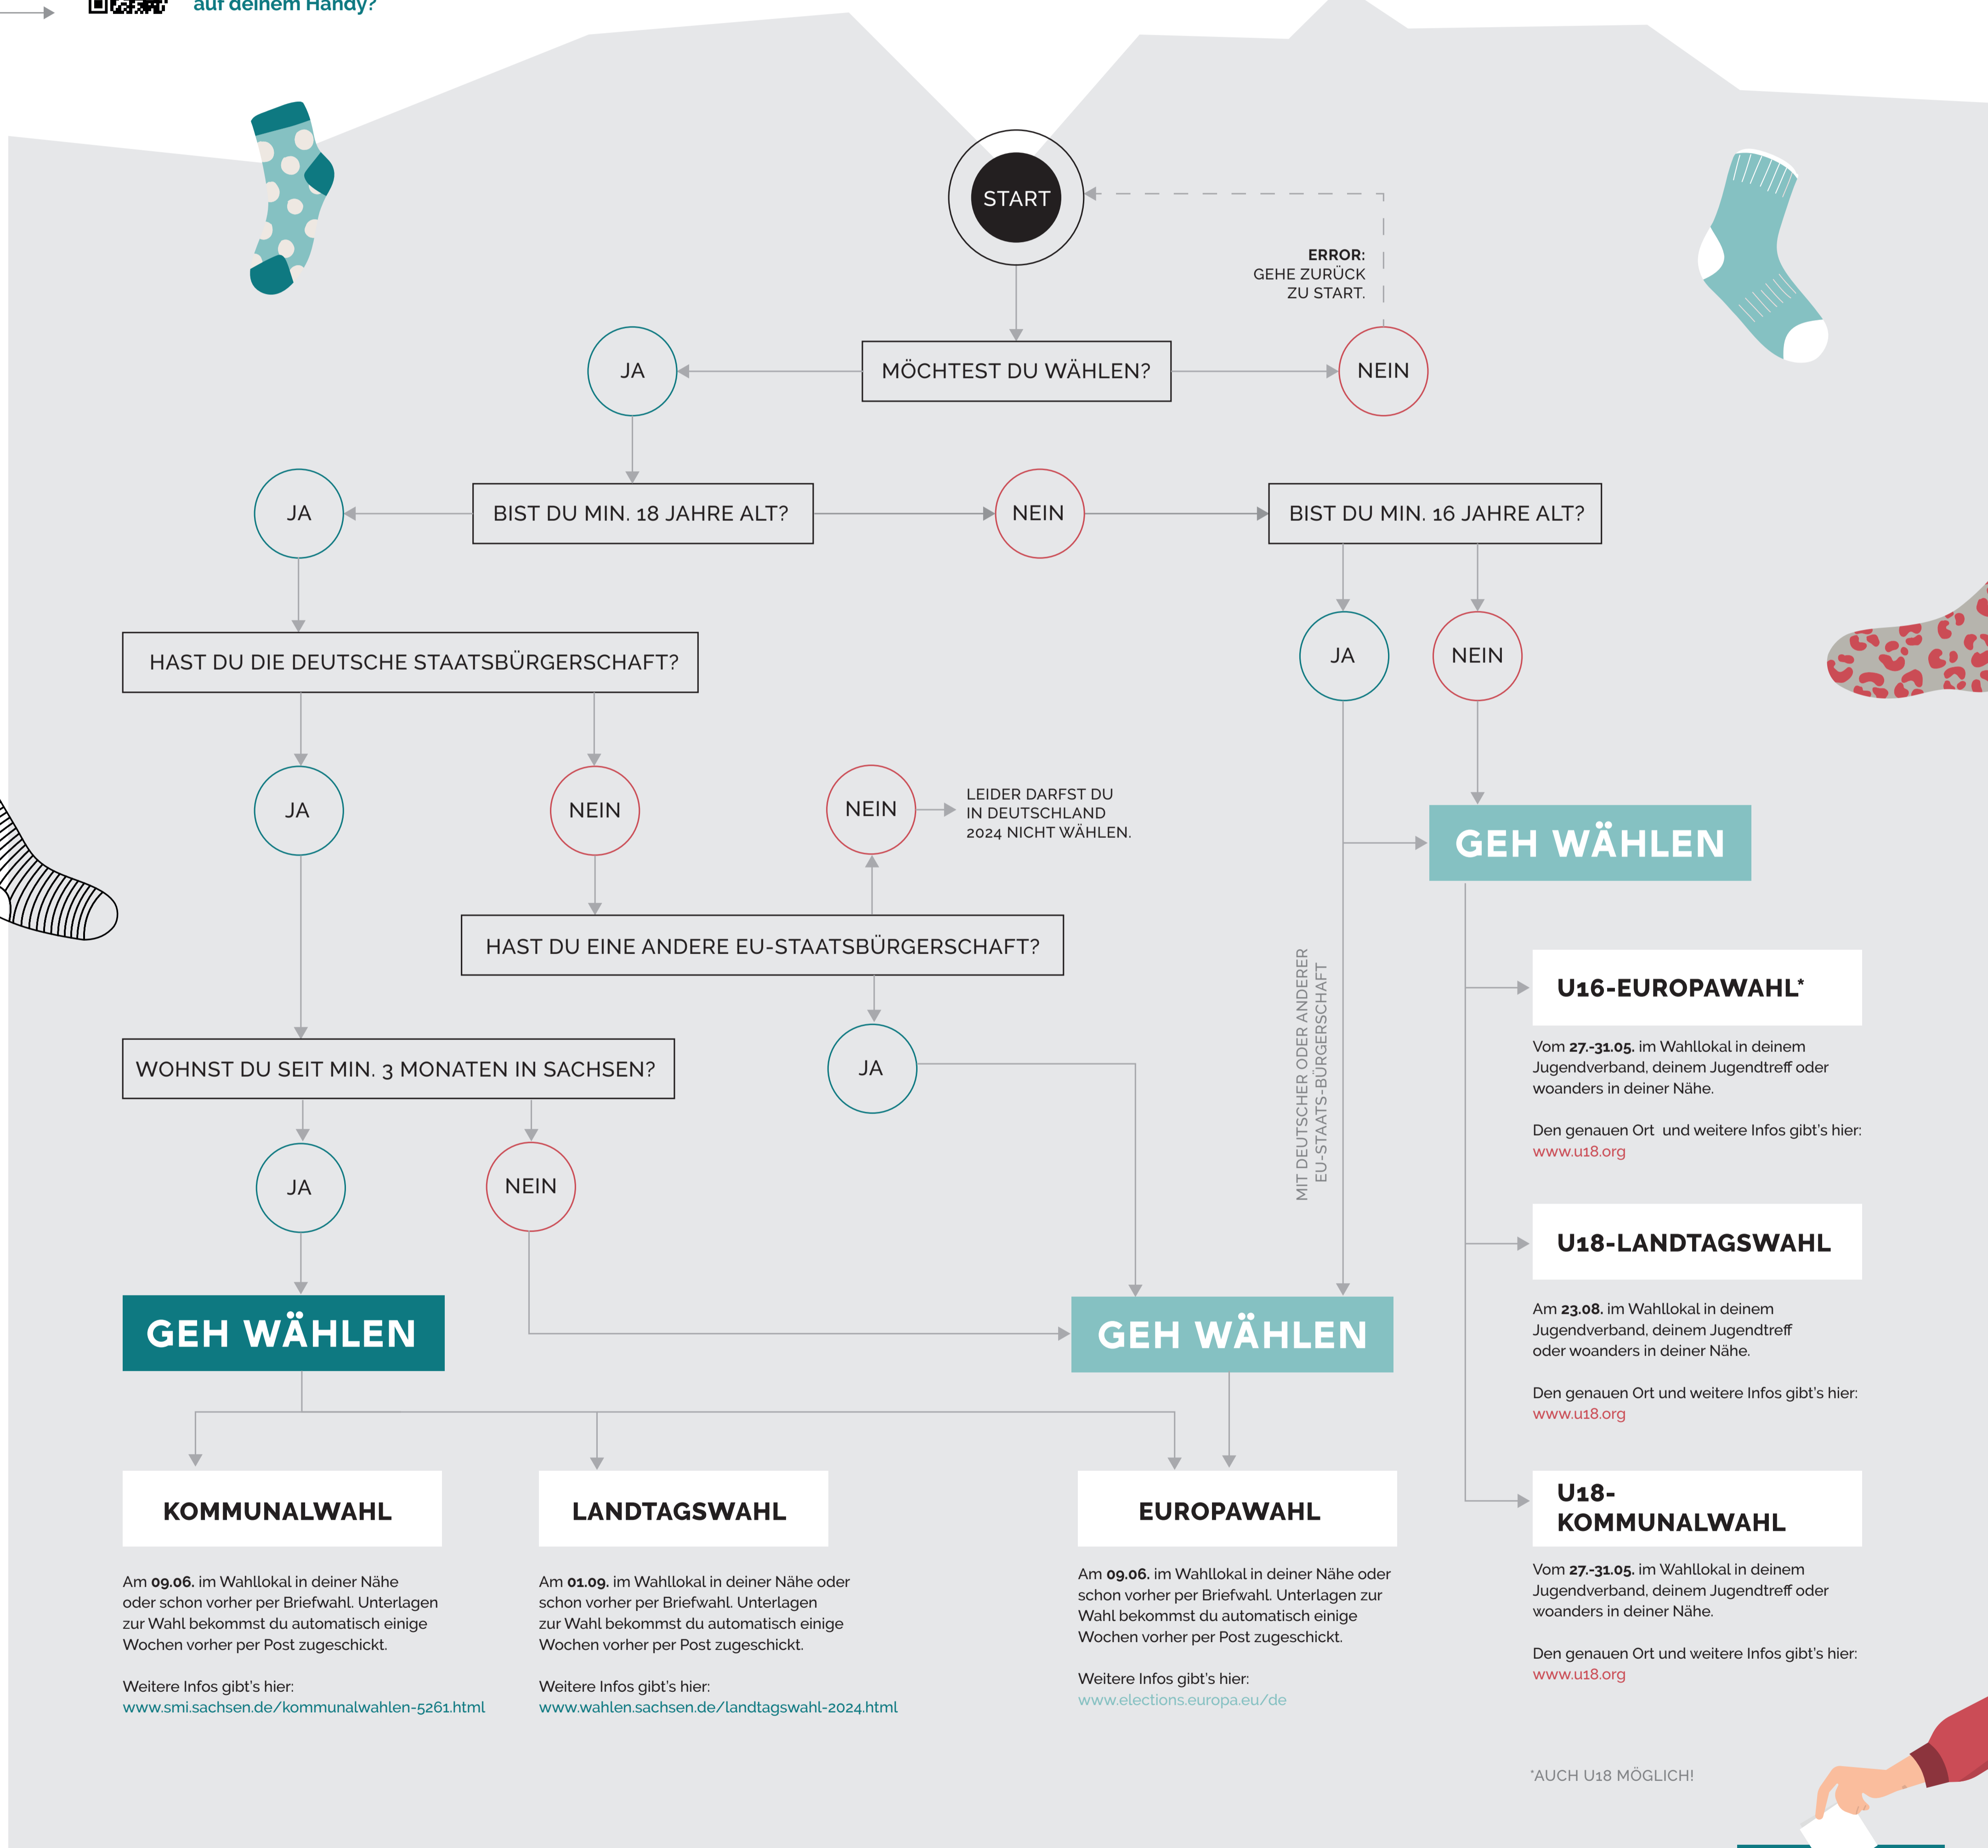 auf deinem Handy?
START
ERROR:
GEHE ZURÜCK
ZU START.
JA
MÖCHTEST DU WÄHLEN?
NEIN
JA
BIST DU MIN. 18 JAHRE ALT?
NEIN
BIST DU MIN. 16 JAHRE ALT?
HAST DU DIE DEUTSCHE STAATSBÜRGERSCHAFT?
JA
NEIN
JA
NEIN
NEIN
LEIDER DARFST DU
IN DEUTSCHLAND
2024 NICHT WÄHLEN.
GEH WÄHLEN
HAST DU EINE ANDERE EU-STAATSBÜRGERSCHAFT?
MIT DEUTSCHER ODER ANDERER
EU-STAATS-BÜRGERSCHAFT
WOHNST DU SEIT MIN. 3 MONATEN IN SACHSEN?
JA
JA
NEIN
GEH WÄHLEN
GEH WÄHLEN
U16-EUROPAWAHL*
Vom 27.-31.05. im Wahllokal in deinem
Jugendverband, deinem Jugendtreff oder
woanders in deiner Nähe.
Den genauen Ort und weitere Infos gibt's hier:
www.u18.org
U18-LANDTAGSWAHL
Am 23.08. im Wahllokal in deinem
Jugendverband, deinem Jugendtreff
oder woanders in deiner Nähe.
Den genauen Ort und weitere Infos gibt's hier:
www.u18.org
KOMMUNALWAHL
Am 09.06. im Wahllokal in deiner Nähe
oder schon vorher per Briefwahl. Unterlagen
zur Wahl bekommst du automatisch einige
Wochen vorher per Post zugeschickt.
Weitere Infos gibt's hier:
www.smi.sachsen.de/kommunalwahlen-5261.html
LANDTAGSWAHL
Am 01.09. im Wahllokal in deiner Nähe oder
schon vorher per Briefwahl. Unterlagen
zur Wahl bekommst du automatisch einige
Wochen vorher per Post zugeschickt.
Weitere Infos gibt's hier:
www.wahlen.sachsen.de/landtagswahl-2024.html
EUROPAWAHL
Am 09.06. im Wahllokal in deiner Nähe oder
schon vorher per Briefwahl. Unterlagen zur
Wahl bekommst du automatisch einige
Wochen vorher per Post zugeschickt.
Weitere Infos gibt's hier:
www.elections.europa.eu/de
U18-
KOMMUNALWAHL
Vom 27.-31.05. im Wahllokal in deinem
Jugendverband, deinem Jugendtreff oder
woanders in deiner Nähe.
Den genauen Ort und weitere Infos gibt's hier:
www.u18.org
*AUCH U18 MÖGLICH!